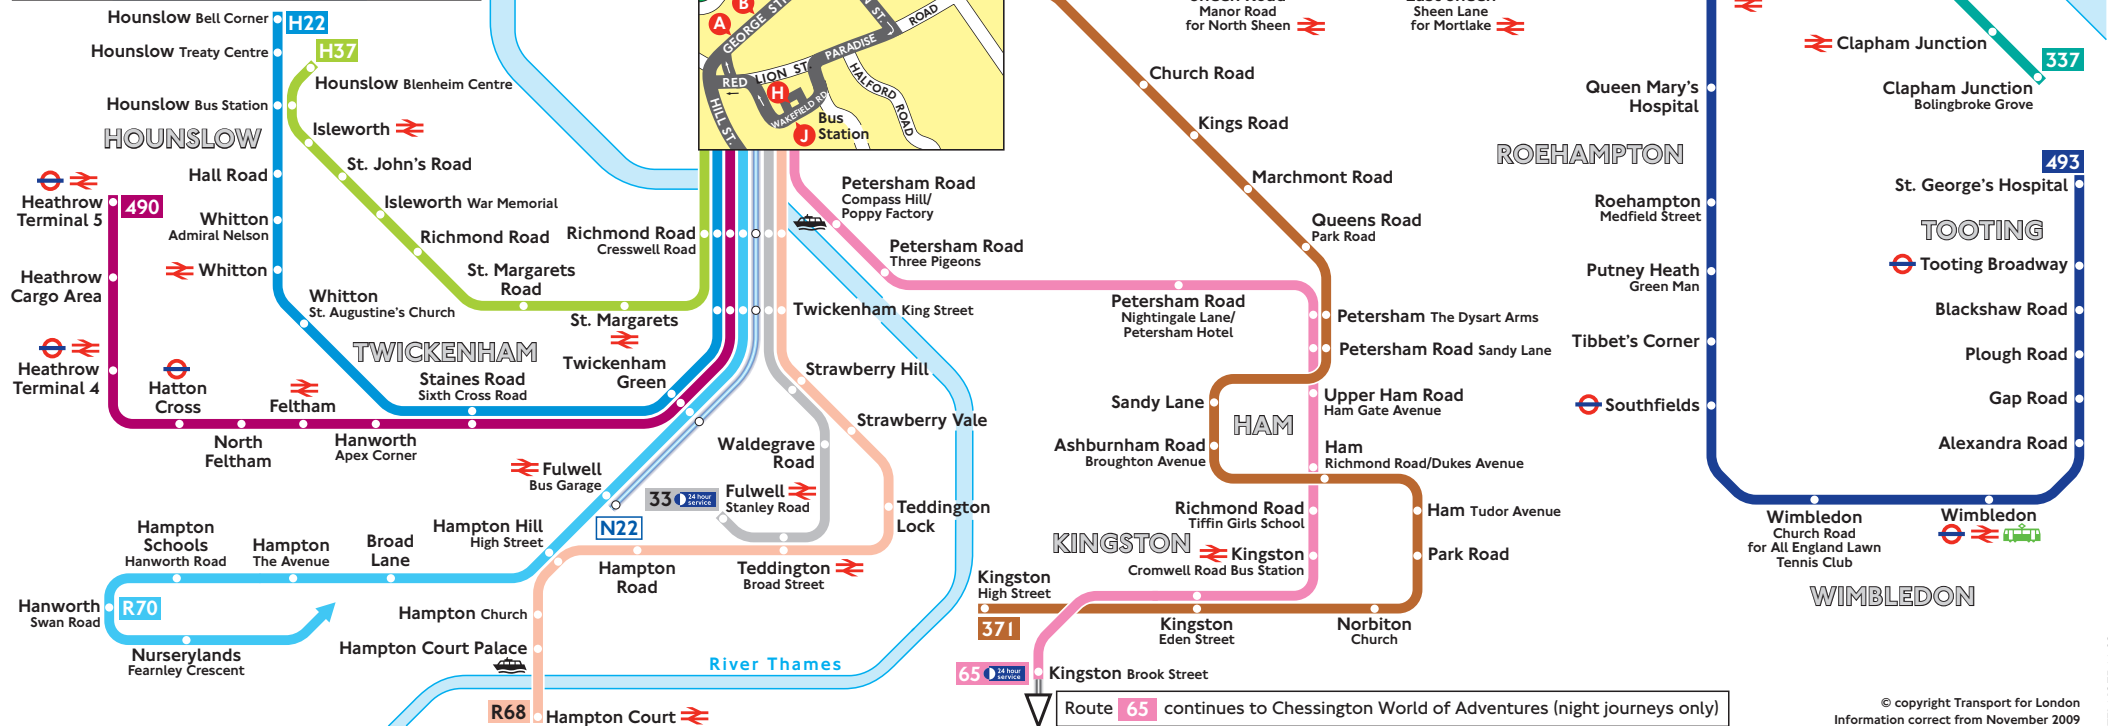 Hounslow Bell Corner
H22
Hounslow Treaty Centre
H37
Hounslow Blenheim Centre
Hounslow Bus Station
HOUNSLOW
Isleworth
St. John's Road
Hall Road
Heathrow
Terminal 5
490
Isleworth War Memorial
Whitton
Admiral Nelson
Richmond Road
Whitton
St. Margarets
Road
Heathrow
Cargo Area
Whitton
St. Augustine's Church
St. Margarets
TWICKENHAM
Heathrow
Terminal 4
Hatton
Cross
Feltham
Staines Road
Sixth Cross Road
Twickenham
Green
North
Feltham
Hanworth
Apex Corner
Fulwell
Bus Garage
N22
Hampton Hill
High Street
Hampton
Schools
Hanworth Road
Hampton
The Avenue
Broad
Lane
Hanworth
Swan Road
R70
Nurserylands
Fearnley Crescent
A
B
GEORGE ST.
PARADISE
ROAD
RED
LION ST.
HILL ST.
H
WAKEFIELD RD.
HALFORD
ROAD
J
Bus
Station
Richmond Road
Cresswell Road
Twickenham King Street
Strawberry Hill
Strawberry Vale
Waldegrave
Road
33
24 hour
service
Fulwell
Stanley Road
Teddington
Lock
Hampton
Road
Teddington
Broad Street
Hampton Church
Hampton Court Palace
River Thames
R68
Hampton Court
Petersham Road
Compass Hill/
Poppy Factory
Petersham Road
Three Pigeons
Petersham Road
Nightingale Lane/
Petersham Hotel
Manor Road
for North Sheen
Sheen Lane
for Mortlake
Church Road
Kings Road
Marchmont Road
Queens Road
Park Road
Petersham The Dysart Arms
Petersham Road Sandy Lane
Sandy Lane
Upper Ham Road
Ham Gate Avenue
HAM
Ashburnham Road
Broughton Avenue
Ham
Richmond Road/Dukes Avenue
Richmond Road
Tiffin Girls School
Ham Tudor Avenue
KINGSTON
Kingston
Cromwell Road Bus Station
Park Road
Kingston
High Street
371
Kingston
Eden Street
Norbiton
Church
65
24 hour
service
Kingston Brook Street
Route 65 continues to Chessington World of Adventures (night journeys only)
Clapham Junction
337
Clapham Junction
Bolingbroke Grove
Queen Mary's
Hospital
ROEHAMPTON
493
St. George's Hospital
Roehampton
Medfield Street
TOOTING
Tooting Broadway
Putney Heath
Green Man
Blackshaw Road
Tibbet's Corner
Plough Road
Southfields
Gap Road
Alexandra Road
Wimbledon
Church Road
for All England Lawn
Tennis Club
Wimbledon
WIMBLEDON
© copyright Transport for London
Information correct from November 2009